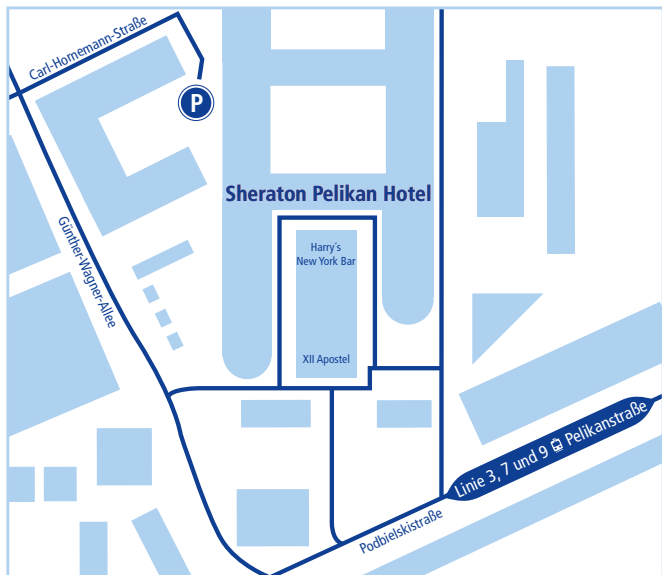 Carl-Hornemann-Straße
P
Sheraton Pelikan Hotel
Günther-Wagner-Allee
Harry´s
New York Bar
XII Apostel
Linie 3, 7 und 9 Pelikanstraße
Podbielskistraße